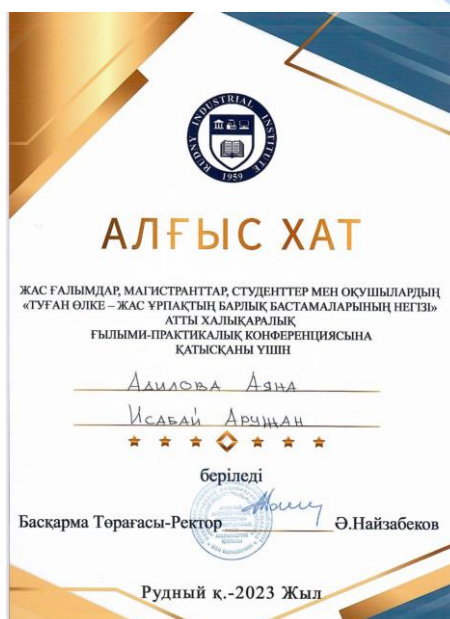 RUDNY INDUSTRIAL INSTITUTE
1959
АЛҒЫС ХАТ
ЖАС ҒАЛЫМДАР, МАГИСТРАНТТАР, СТУДЕНТТЕР МЕН ОҚУШЫЛАРДЫҢ
«ТУҒАН ӨЛКЕ – ЖАС ҰРПАҚТЫҢ БАРЛЫҚ БАСТАМАЛАРЫНЫҢ НЕГІЗІ»
АТТЫ ХАЛЫҚАРАЛЫҚ
ҒЫЛЫМИ-ПРАКТИКАЛЫҚ КОНФЕРЕНЦИЯСЫНА
ҚАТЫСҚАНЫ ҮШІН
Адилова Аяна
Исабай Аружан
беріледі
Басқарма Төрағасы-Ректор Ә.Найзабеков
Рудный қ.-2023 Жыл